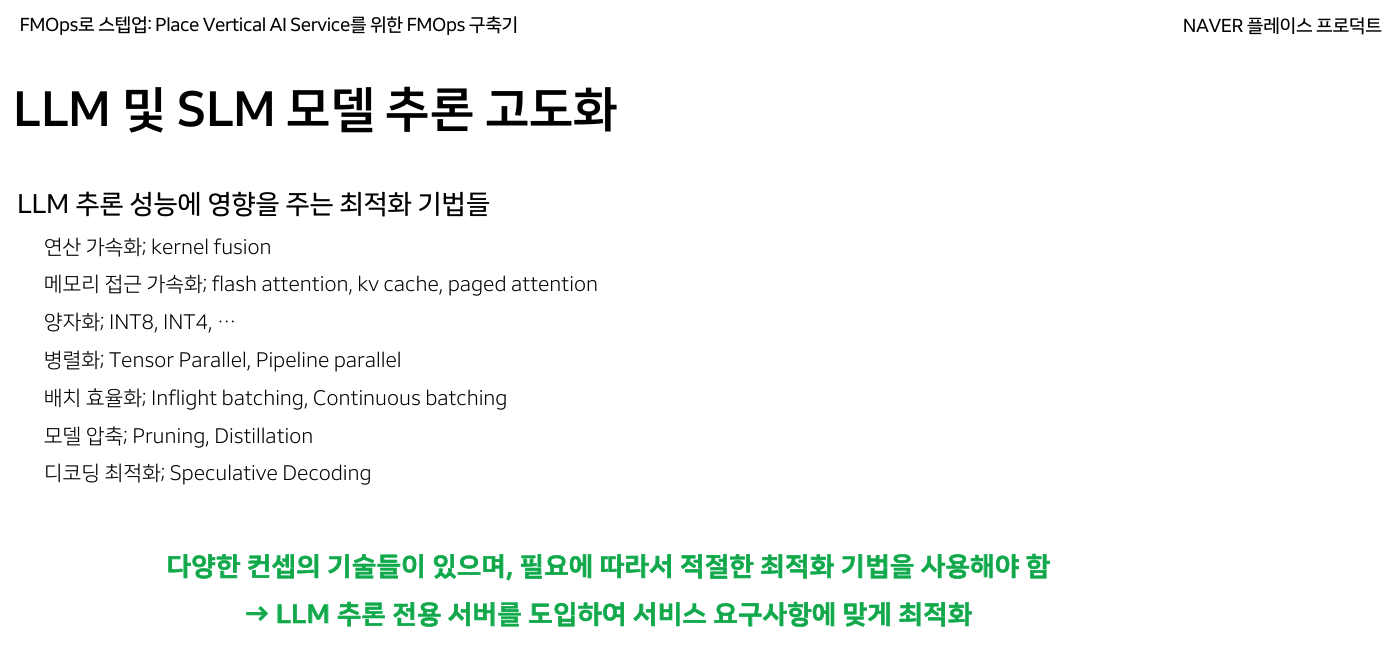 FMOps로 스텝업: Place Vertical AI Service를 위한 FMOps 구축기
NAVER 플레이스 프로덕트
LLM 및 SLM 모델 추론 고도화
LLM 추론 성능에 영향을 주는 최적화 기법들
연산 가속화; kernel fusion
메모리 접근 가속화; flash attention, kv cache, paged attention
양자화; INT8, INT4, ⋯
병렬화; Tensor Parallel, Pipeline parallel
배치 효율화; Inflight batching, Continuous batching
모델 압축; Pruning, Distillation
디코딩 최적화; Speculative Decoding
다양한 컨셉의 기술들이 있으며, 필요에 따라서 적절한 최적화 기법을 사용해야 함
→ LLM 추론 전용 서버를 도입하여 서비스 요구사항에 맞게 최적화